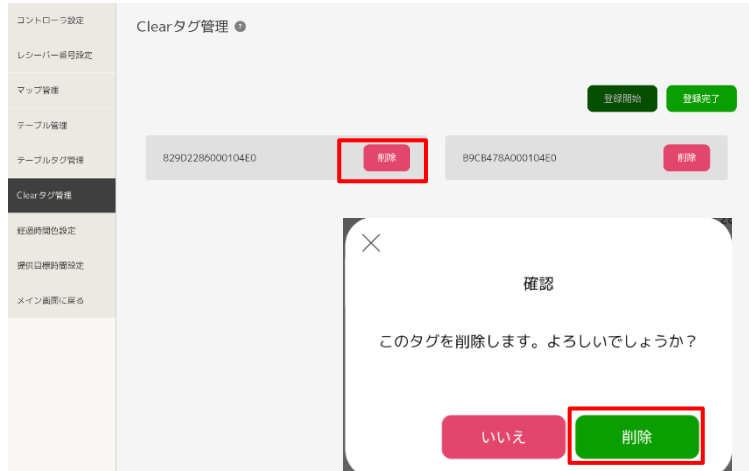 コントローラ設定
レシーバー番号設定
マップ管理
テーブル管理
テーブルタグ管理
Clearタグ管理
経過時間色設定
提供目標時間設定
メイン画面に戻る
Clearタグ管理 ?
登録開始 登録完了
829D2286000104E0 削除 B9CB478A000104E0 削除
確認
このタグを削除します。よろしいでしょうか？
いいえ 削除